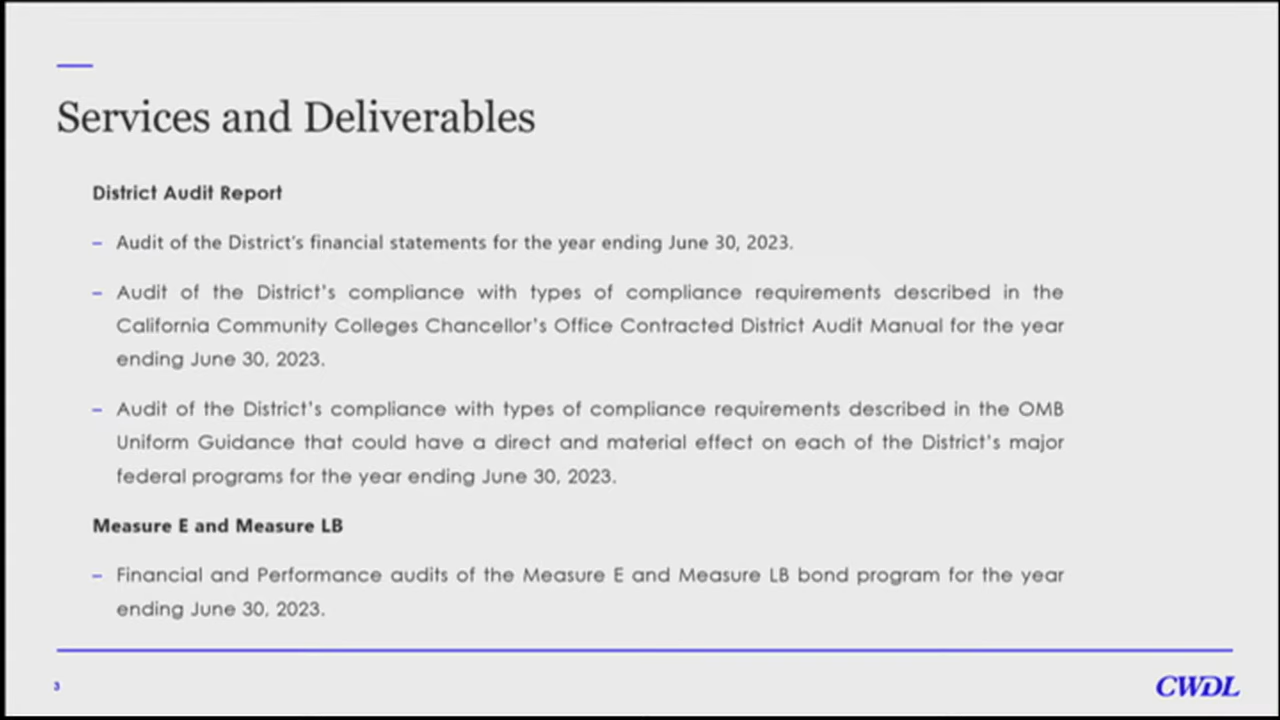 Services and Deliverables
District Audit Report
– Audit of the District's financial statements for the year ending June 30, 2023.
– Audit of the District's compliance with types of compliance requirements described in the
California Community Colleges Chancellor's Office Contracted District Audit Manual for the year
ending June 30, 2023.
– Audit of the District's compliance with types of compliance requirements described in the OMB
Uniform Guidance that could have a direct and material effect on each of the District's major
federal programs for the year ending June 30, 2023.
Measure E and Measure LB
– Financial and Performance audits of the Measure E and Measure LB bond program for the year
ending June 30, 2023.
3
CWDL